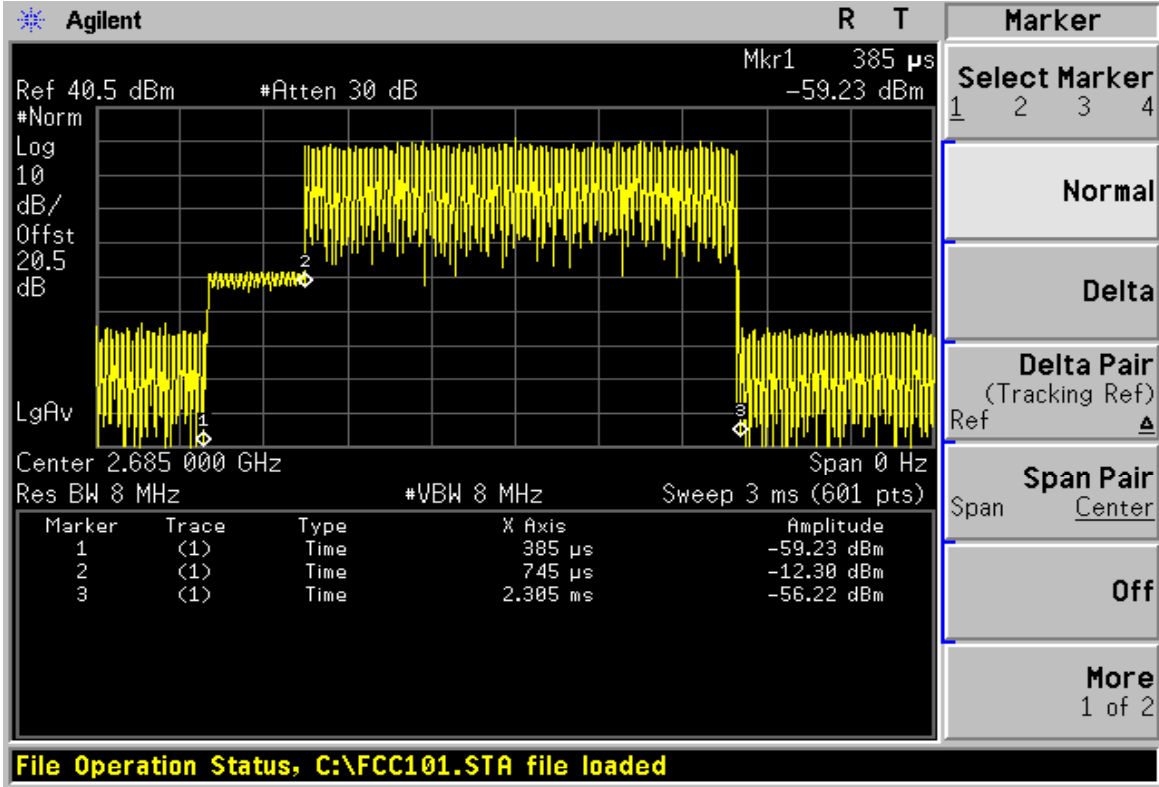 Agilent R T
Marker
Mkr1 385 µs
Ref 40.5 dBm #Atten 30 dB -59.23 dBm
#Norm
Log
10
dB/
Offst
20.5
dB
LgAv
2
1
3
Center 2.685 000 GHz Span 0 Hz
Res BW 8 MHz #VBW 8 MHz Sweep 3 ms (601 pts)
Marker Trace Type X Axis Amplitude
1 (1) Time 385 µs -59.23 dBm
2 (1) Time 745 µs -12.30 dBm
3 (1) Time 2.305 ms -56.22 dBm
Select Marker
1 2 3 4
Normal
Delta
Delta Pair
(Tracking Ref)
Ref Δ
Span Pair
Span Center
Off
More
1 of 2
File Operation Status, C:\FCC101.STA file loaded